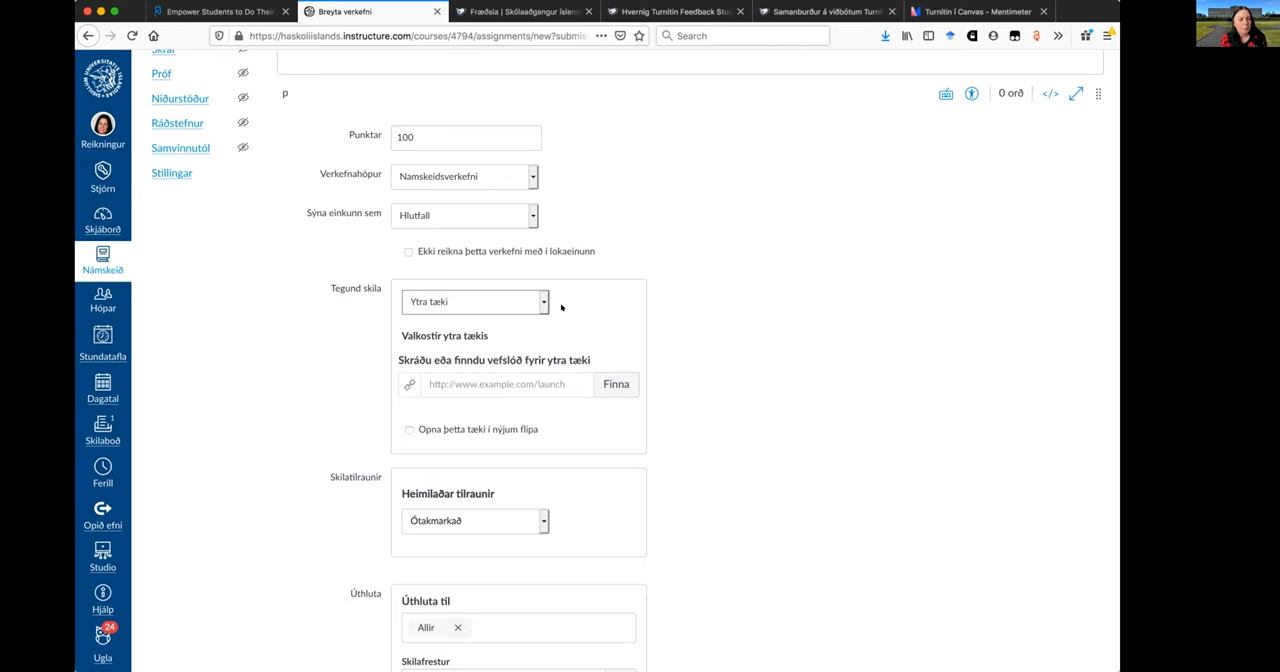 Empower Students to Do Thei
Breyta verkefni
Fræðsla | Skólaaðgangur íslens
Hvernig Turnitin Feedback Stud
Samanburður á viðbótum Turni
Turnitin í Canvas - Mentimeter
https://haskoliislands.instructure.com/courses/4794/assignments/new?submis
Search
Skrár
Próf
Niðurstöður
Ráðstefnur
Samvinnutól
Stillingar
Reikningur
Stjórn
Skjáborð
Námskeið
Hópar
Stundatafla
Dagatal
1
Skilaboð
Ferill
Opið efni
Studio
Hjálp
24
Ugla
p
0 orð
</>
Punktar
100
Verkefnahópur
Namskeidsverkefni
Sýna einkunn sem
Hlutfall
Ekki reikna þetta verkefni með í lokaeinunn
Tegund skila
Ytra tæki
Valkostir ytra tækis
Skráðu eða finndu vefslóð fyrir ytra tæki
http://www.example.com/launch
Finna
Opna þetta tæki í nýjum flipa
Skilatilraunir
Heimilaðar tilraunir
Ótakmarkað
Úthluta
Úthluta til
Allir
Skilafrestur